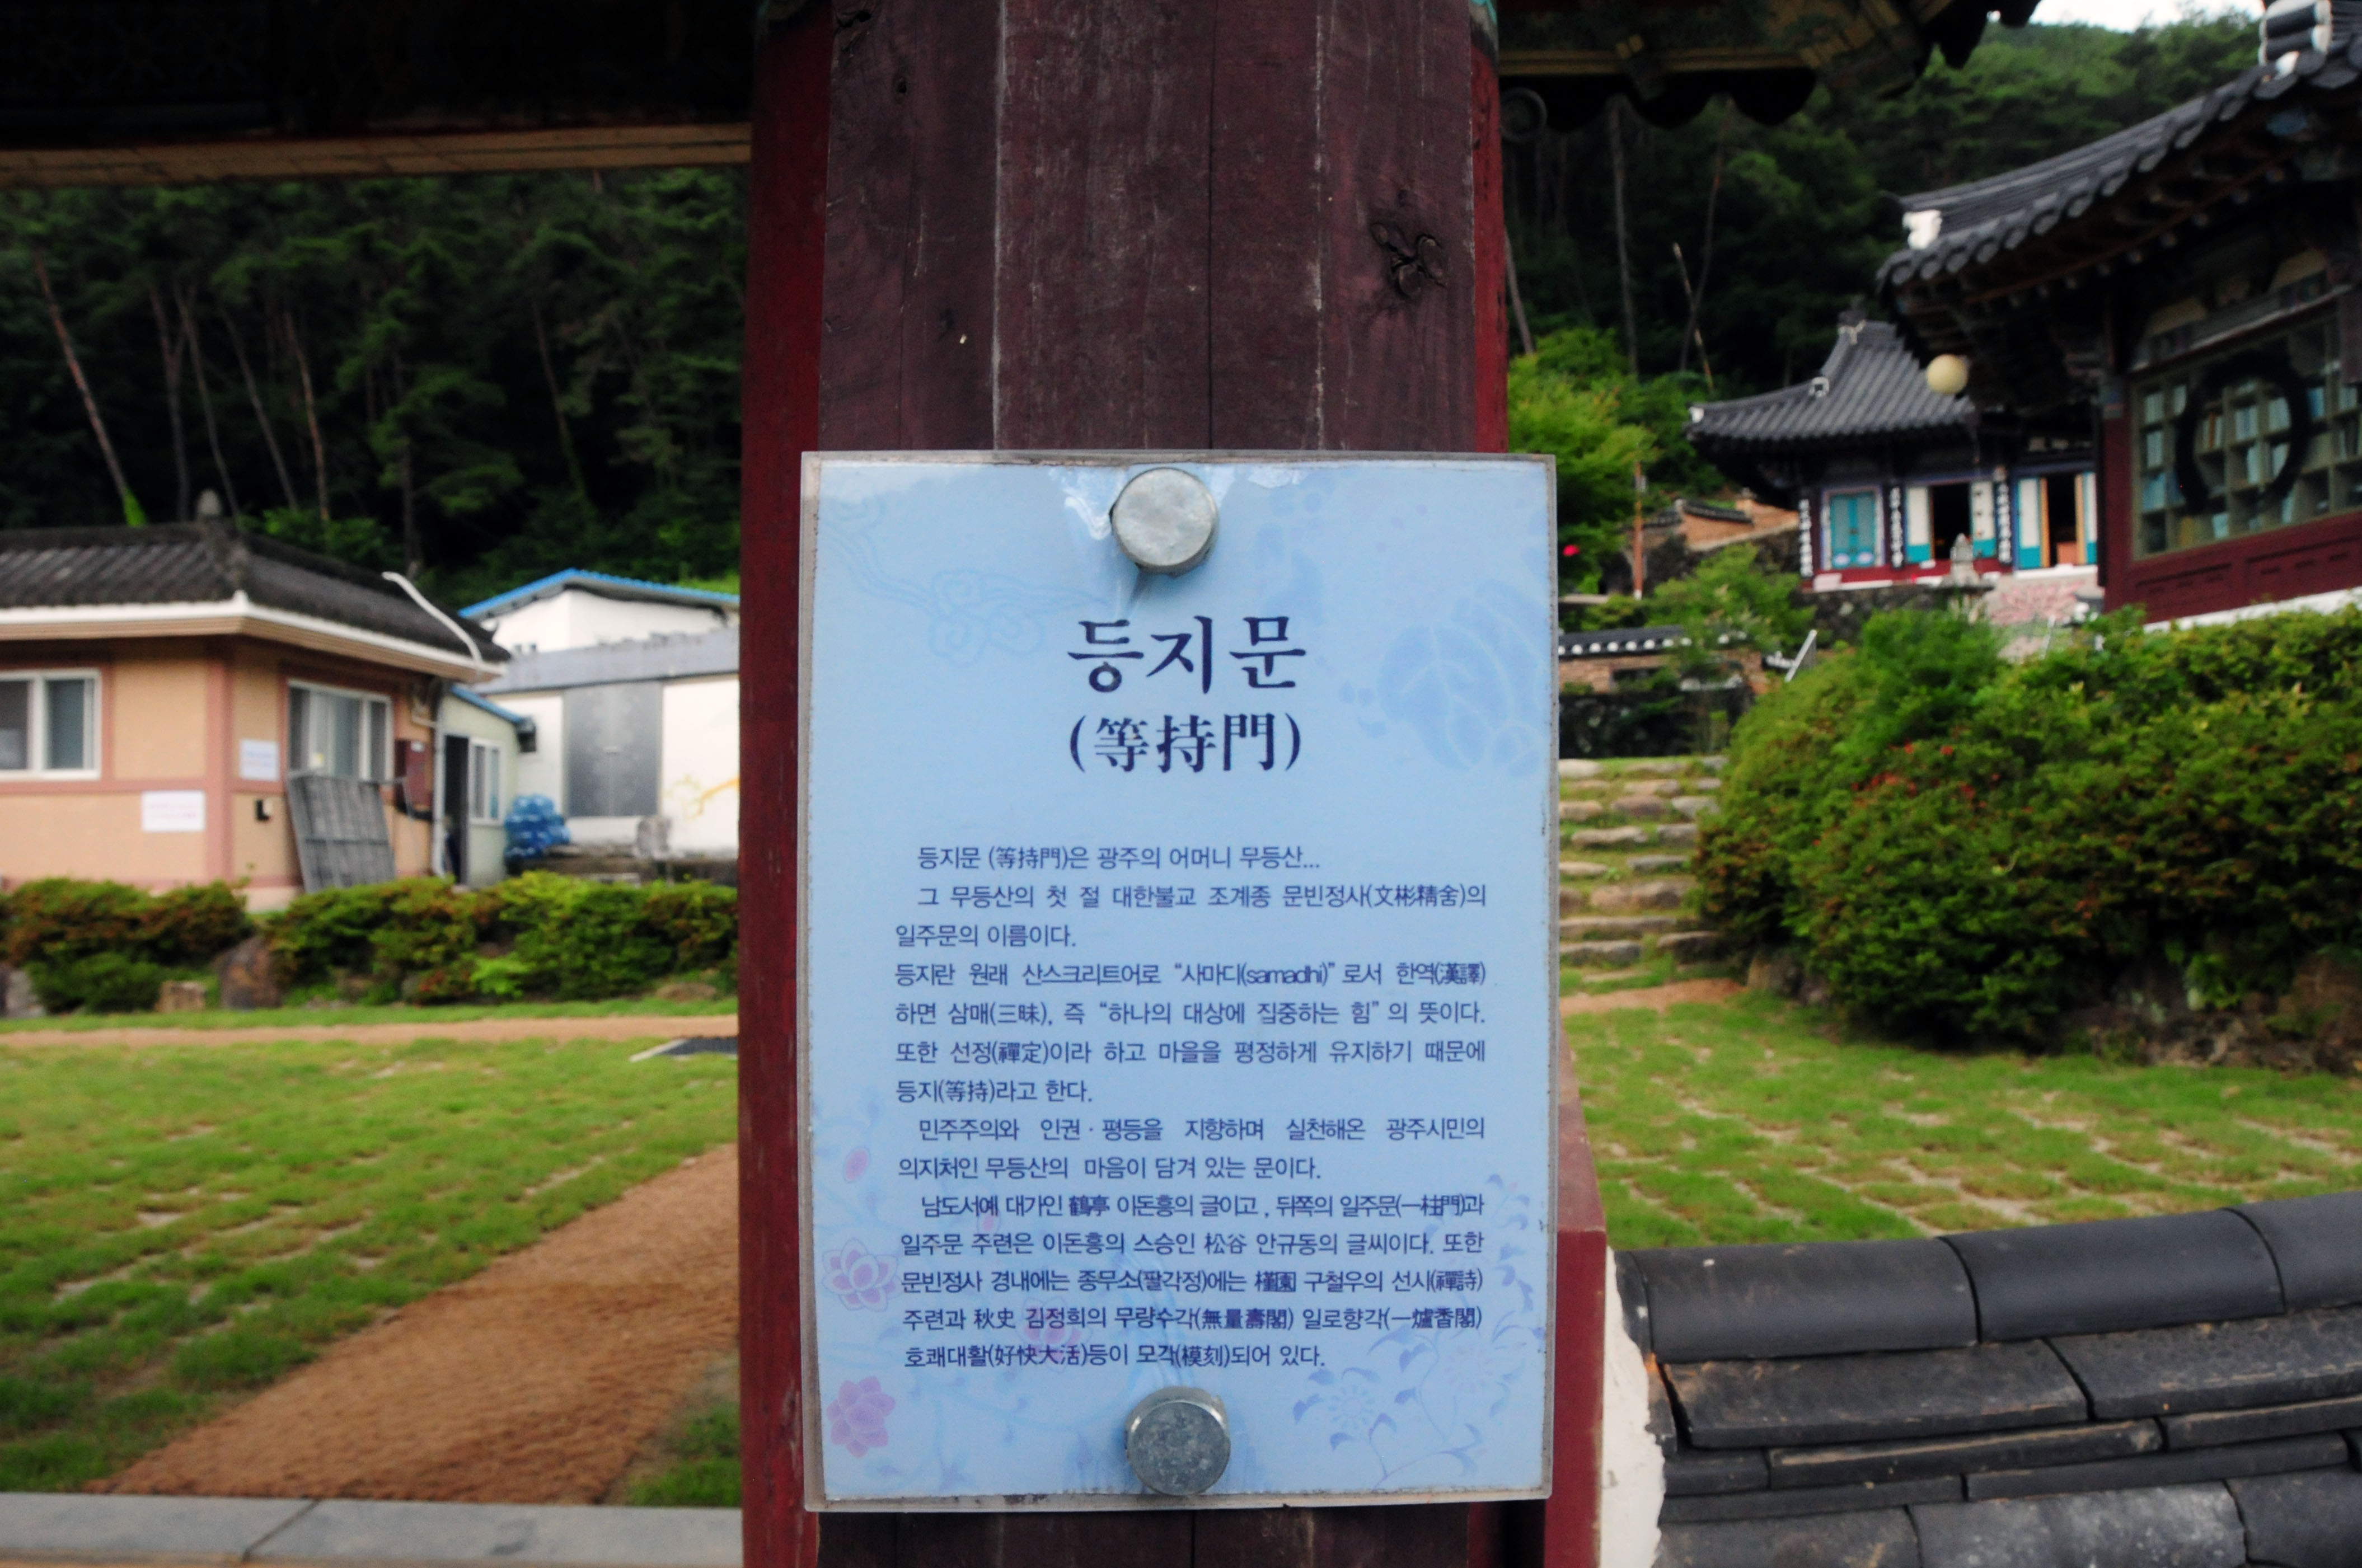 등지문
(等持門)
등지문 (等持門)은 광주의 어머니 무등산...
그 무등산의 첫 절 대한불교 조계종 문빈정사(文彬精舍)의
일주문의 이름이다.
등지란 원래 산스크리트어로 “사마디(samadhi)”로서 한역(漢譯)
하면 삼매(三昧), 즉 “하나의 대상에 집중하는 힘”의 뜻이다.
또한 선정(禪定)이라 하고 마을을 평정하게 유지하기 때문에
등지(等持)라고 한다.
민주주의와 인권·평등을 지향하며 실천해온 광주시민의
의지처인 무등산의 마음이 담겨 있는 문이다.
남도서예 대가인 鶴亭 이돈흥의 글이고, 뒤쪽의 일주문(一柱門)과
일주문 주련은 이돈흥의 스승인 松谷 안규동의 글씨이다. 또한
문빈정사 경내에는 종무소(팔각정)에는 槿園 구철우의 선시(禪詩)
주련과 秋史 김정희의 무량수각(無量壽閣) 일로향각(一爐香閣)
호쾌대활(好快大活)등이 모각(模刻)되어 있다.